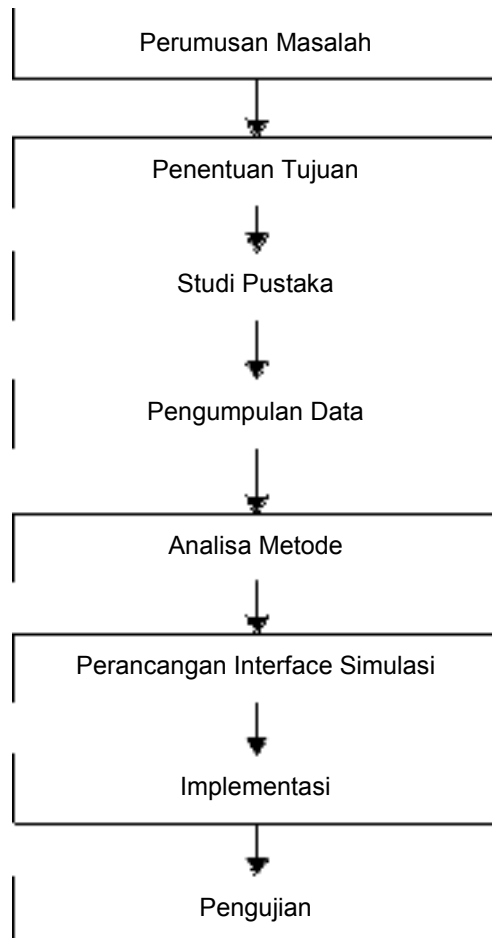 Perumusan Masalah
Penentuan Tujuan
Studi Pustaka
Pengumpulan Data
Analisa Metode
Perancangan Interface Simulasi
Implementasi
Pengujian